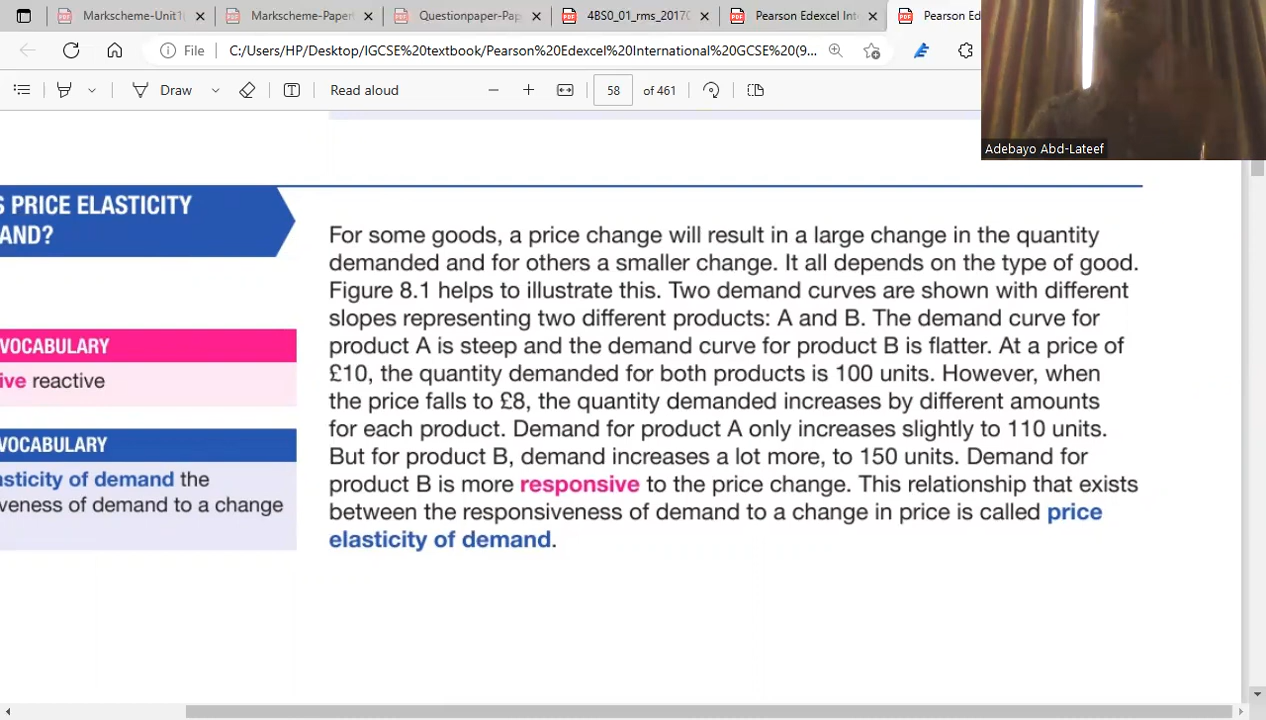 Markscheme-Unit1(
Markscheme-Paper
Questionpaper-Pap
4BS0_01_rms_20170
Pearson Edexcel Int
Pearson Ed
File
C:/Users/HP/Desktop/IGCSE%20textbook/Pearson%20Edexcel%20International%20GCSE%20(9...
Draw
Read aloud
58
of 461
Adebayo Abd-Lateef
S PRICE ELASTICITY
AND?
VOCABULARY
ive reactive
VOCABULARY
asticity of demand the
veness of demand to a change
For some goods, a price change will result in a large change in the quantity
demanded and for others a smaller change. It all depends on the type of good.
Figure 8.1 helps to illustrate this. Two demand curves are shown with different
slopes representing two different products: A and B. The demand curve for
product A is steep and the demand curve for product B is flatter. At a price of
£10, the quantity demanded for both products is 100 units. However, when
the price falls to £8, the quantity demanded increases by different amounts
for each product. Demand for product A only increases slightly to 110 units.
But for product B, demand increases a lot more, to 150 units. Demand for
product B is more responsive to the price change. This relationship that exists
between the responsiveness of demand to a change in price is called price
elasticity of demand.